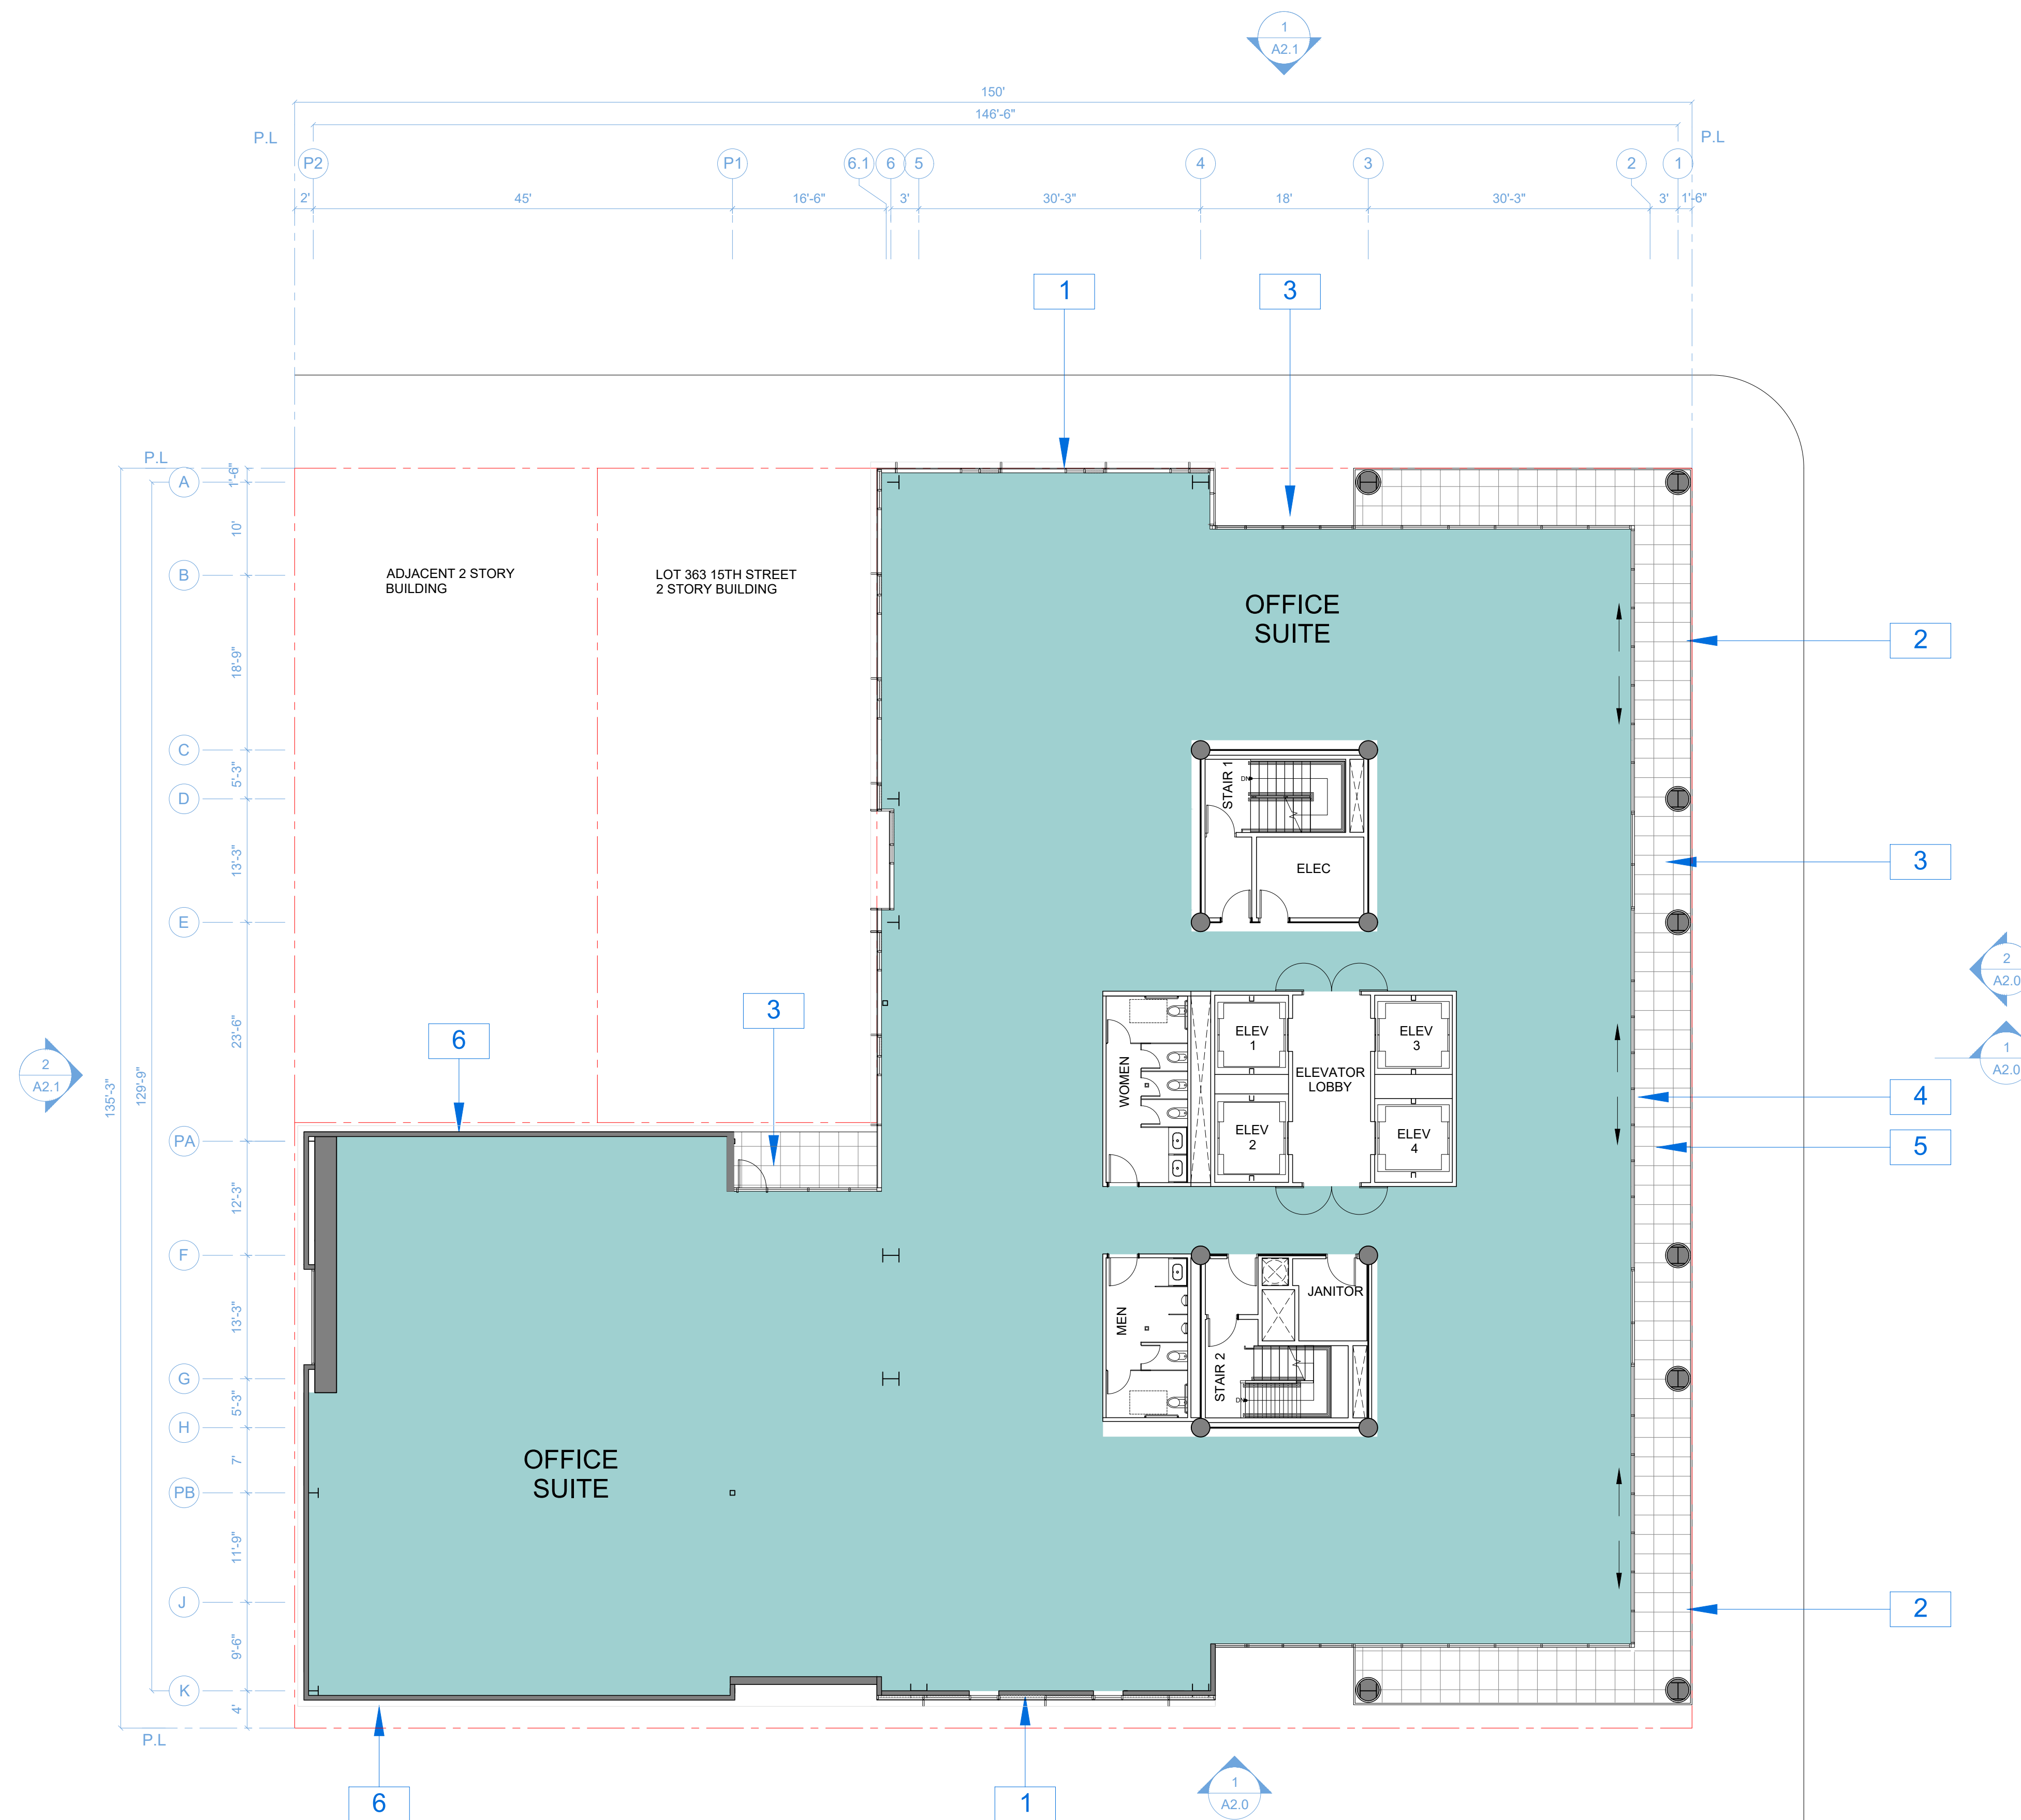 1
A2.1
150'
146'-6"
P.L
P.L
P2
P1
6.1
6
5
4
3
2
1
2'
45'
16'-6"
3'
30'-3"
18'
30'-3"
3'
1'-6"
1
3
P.L
A
1'-6"
10'
B
18'-9"
C
5'-3"
D
13'-3"
E
23'-6"
PA
12'-3"
F
13'-3"
G
5'-3"
H
7'
PB
11'-9"
J
9'-6"
K
4'
P.L
135'-3"
129'-9"
2
A2.1
ADJACENT 2 STORY
BUILDING
LOT 363 15TH STREET
2 STORY BUILDING
OFFICE
SUITE
2
STAIR 1
DN
ELEC
3
2
A2.0
1
A2.0
3
6
WOMEN
ELEV
1
ELEV
3
ELEVATOR
LOBBY
ELEV
2
ELEV
4
4
5
MEN
JANITOR
STAIR 2
DN
OFFICE
SUITE
2
6
1
1
A2.0